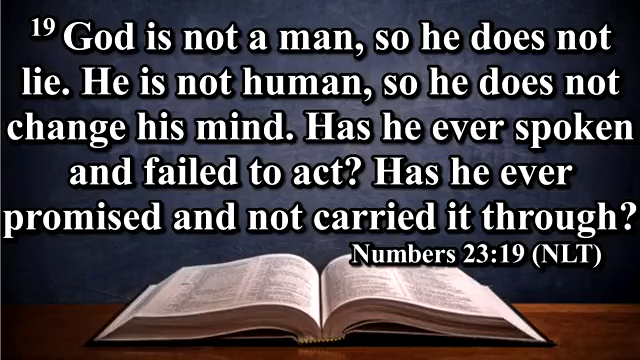 19 God is not a man, so he does not
lie. He is not human, so he does not
change his mind. Has he ever spoken
and failed to act? Has he ever
promised and not carried it through?
Numbers 23:19 (NLT)